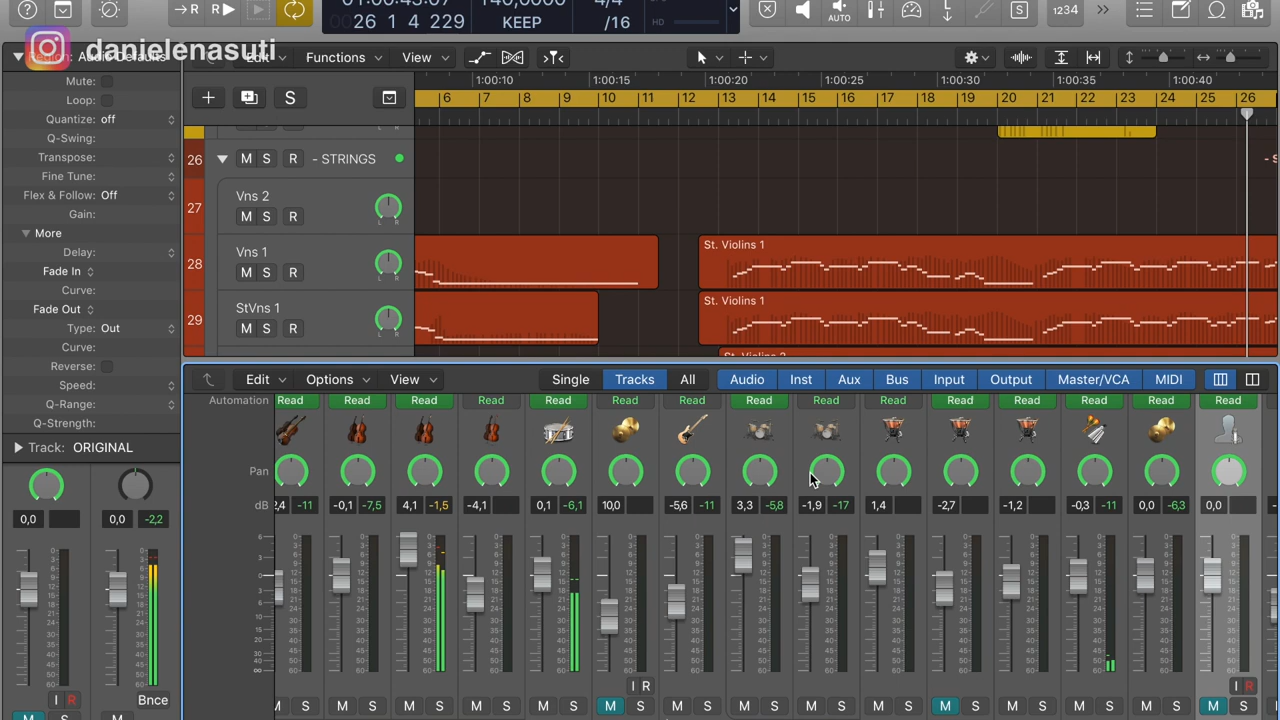 140,0000
4/4
1234
26 1 4 229
KEEP
/16
HD
AUTO
danielenasuti
Functions
View
Mute:
Loop:
Quantize: off
Q-Swing:
Transpose:
Fine Tune:
Flex & Follow: Off
Gain:
More
Delay:
Fade In
Curve:
Fade Out
Type: Out
Curve:
Reverse:
Speed:
Q-Range:
Q-Strength:
Track: ORIGINAL
1:00:10 1:00:15 1:00:20 1:00:25 1:00:30 1:00:35 1:00:40
6 7 8 9 10 11 12 13 14 15 16 17 18 19 20 21 22 23 24 25 26
26 M S R - STRINGS
27 Vns 2
M S R
L R
28 Vns 1
M S R
L R
29 StVns 1
M S R
L R
St. Violins 1
St. Violins 1
Edit Options View Single Tracks All Audio Inst Aux Bus Input Output Master/VCA MIDI
Automation Read Read Read Read Read Read Read Read Read Read Read Read Read Read Read
Pan
dB 2,4 -11 -0,1 -7,5 4,1 -1,5 -4,1 0,1 -6,1 10,0 -5,6 -11 3,3 -5,8 -1,9 -17 1,4 -2,7 -1,2 -0,3 -11 0,0 -6,3 0,0
0,0 0,0 -2,2
I R Bnce
I R I R
M S M
M S M S M S M S M S M S M S M S M S M S M S M S M S M S M S